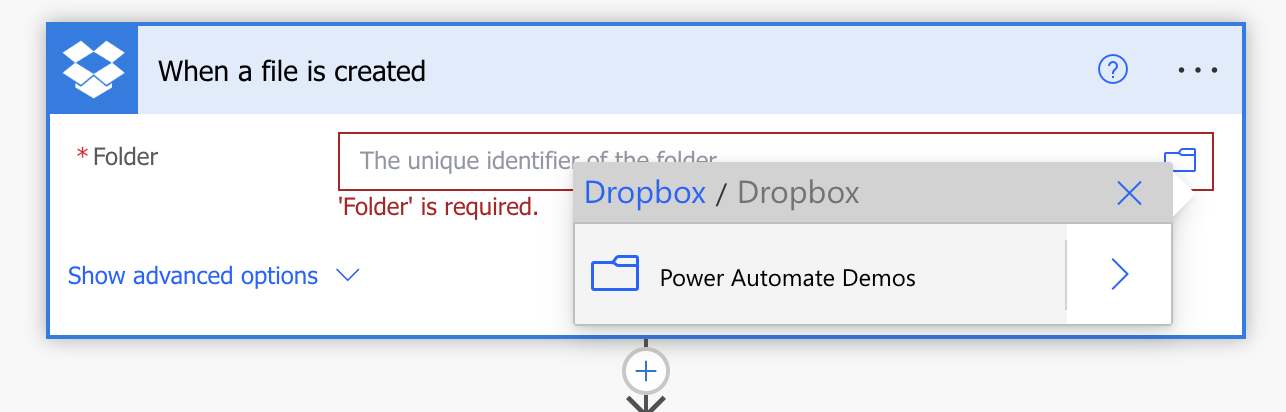 When a file is created
?
* Folder
The unique identifier of the folder
'Folder' is required.
Dropbox / Dropbox
Power Automate Demos
Show advanced options